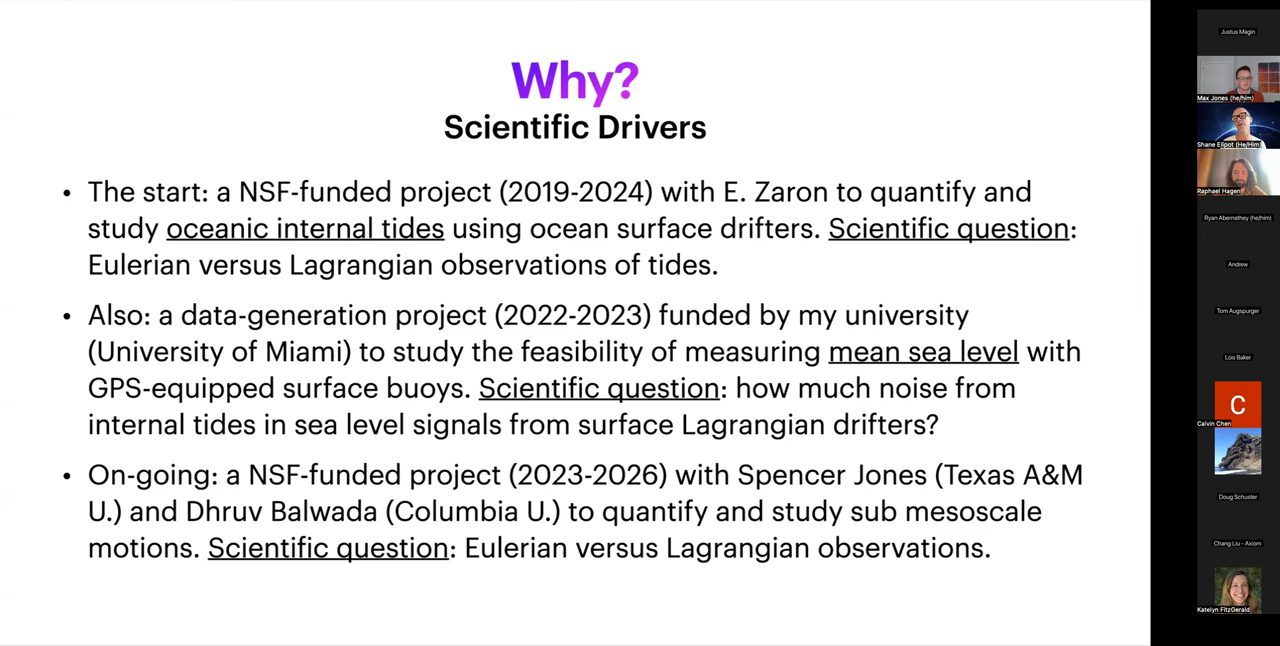 Why?
Scientific Drivers
• The start: a NSF-funded project (2019-2024) with E. Zaron to quantify and
study oceanic internal tides using ocean surface drifters. Scientific question:
Eulerian versus Lagrangian observations of tides.
• Also: a data-generation project (2022-2023) funded by my university
(University of Miami) to study the feasibility of measuring mean sea level with
GPS-equipped surface buoys. Scientific question: how much noise from
internal tides in sea level signals from surface Lagrangian drifters?
• On-going: a NSF-funded project (2023-2026) with Spencer Jones (Texas A&M
U.) and Dhruv Balwada (Columbia U.) to quantify and study sub mesoscale
motions. Scientific question: Eulerian versus Lagrangian observations.
Justus Magin
Max Jones (he/him)
Shane Elipot (He/Him)
Raphael Hagen
Ryan Abernathey (he/him)
Andrew
Tom Augspurger
Lois Baker
C
Calvin Chen
Doug Schuster
Chang Liu - Axiom
Katelyn FitzGerald